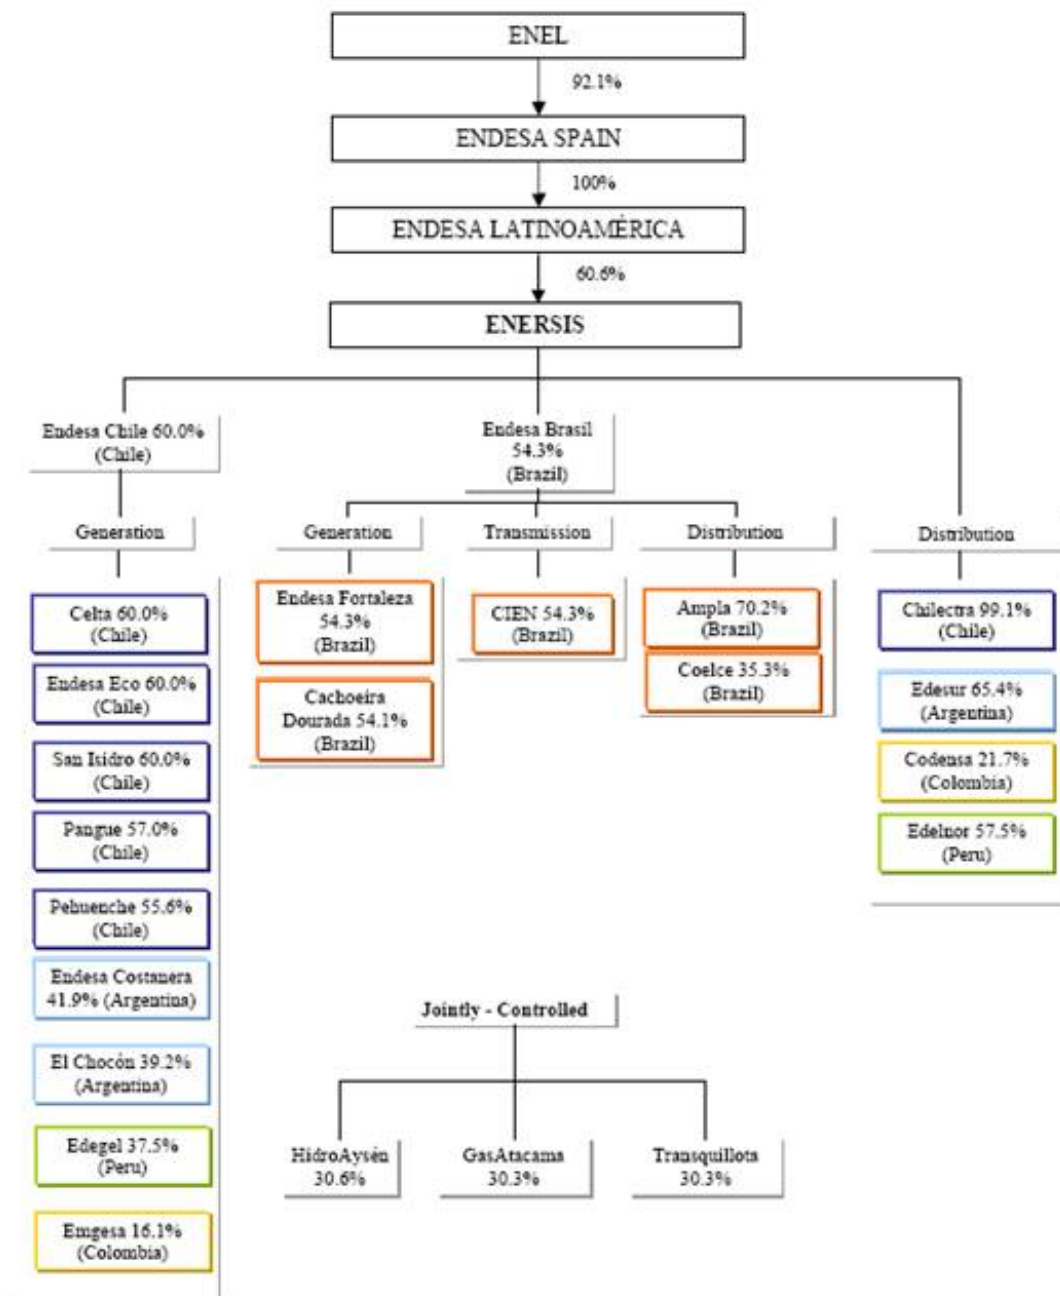 ENEL
92.1%
ENDESA SPAIN
100%
ENDESA LATINOAMÉRICA
60.6%
ENERSIS
Endesa Chile 60.0%
(Chile)
Generation
Celta 60.0%
(Chile)
Endesa Eco 60.0%
(Chile)
San Isidro 60.0%
(Chile)
Pangue 57.0%
(Chile)
Pehuenche 55.6%
(Chile)
Endesa Costanera
41.9% (Argentina)
El Chocón 39.2%
(Argentina)
Edegel 37.5%
(Peru)
Emgesa 16.1%
(Colombia)
Endesa Brasil
54.3%
(Brazil)
Generation
Endesa Fortaleza
54.3%
(Brazil)
Cachoeira
Dourada 54.1%
(Brazil)
Transmission
CIEN 54.3%
(Brazil)
Distribution
Ampla 70.2%
(Brazil)
Coelce 35.3%
(Brazil)
Distribution
Chilectra 99.1%
(Chile)
Edesur 65.4%
(Argentina)
Codensa 21.7%
(Colombia)
Edelnor 57.5%
(Peru)
Jointly - Controlled
HidroAysén
30.6%
GasAtacama
30.3%
Transquillota
30.3%